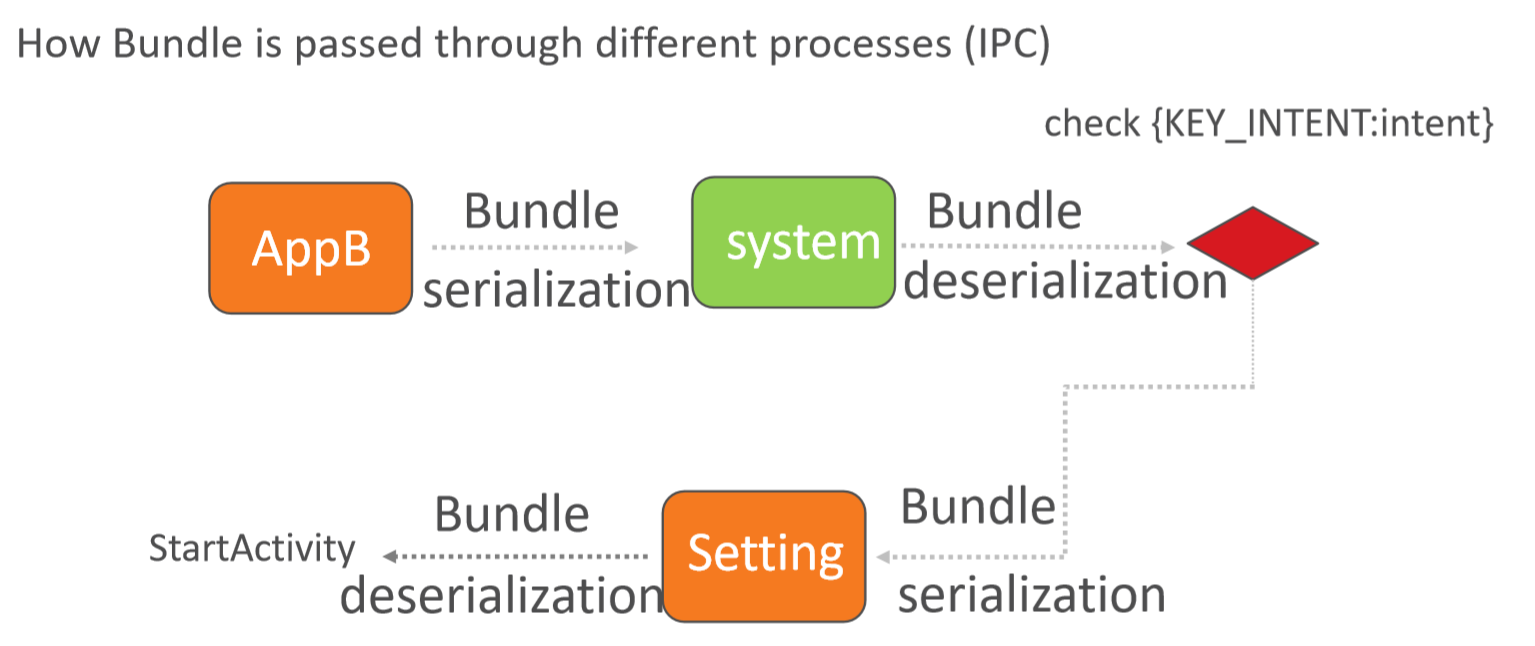 How Bundle is passed through different processes (IPC)
check {KEY_INTENT:intent}
AppB
Bundle
serialization
system
Bundle
deserialization
StartActivity
Bundle
deserialization
Setting
Bundle
serialization